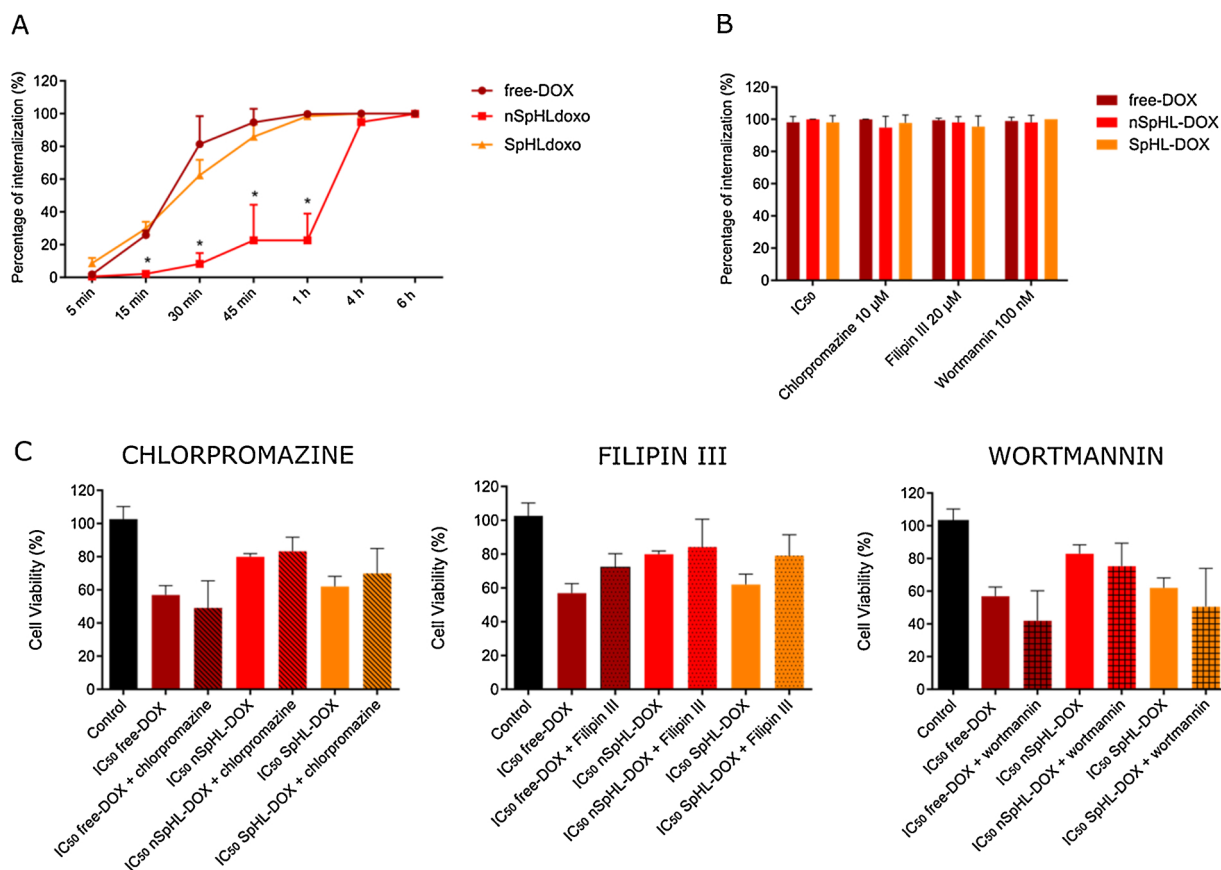 A
Percentage of internalization (%)
120
100
80
60
40
20
0
*
*
*
*
5 min
15 min
30 min
45 min
1 h
4 h
6 h
free-DOX
nSpHLdoxo
SpHLdoxo
B
Percentage of internalization (%)
120
100
80
60
40
20
0
IC₅₀
Chlorpromazine 10 µM
Filipin III 20 µM
Wortmannin 100 nM
free-DOX
nSpHL-DOX
SpHL-DOX
C
CHLORPROMAZINE
Cell Viability (%)
120
100
80
60
40
20
0
Control
IC₅₀ free-DOX
IC₅₀ free-DOX + chlorpromazine
IC₅₀ nSpHL-DOX
IC₅₀ nSpHL-DOX + chlorpromazine
IC₅₀ SpHL-DOX
IC₅₀ SpHL-DOX + chlorpromazine
FILIPIN III
Cell Viability (%)
120
100
80
60
40
20
0
Control
IC₅₀ free-DOX
IC₅₀ free-DOX + Filipin III
IC₅₀ nSpHL-DOX
IC₅₀ nSpHL-DOX + Filipin III
IC₅₀ SpHL-DOX
IC₅₀ SpHL-DOX + Filipin III
WORTMANNIN
Cell Viability (%)
120
100
80
60
40
20
0
Control
IC₅₀ free-DOX
IC₅₀ free-DOX + wortmannin
IC₅₀ nSpHL-DOX
IC₅₀ nSpHL-DOX + wortmannin
IC₅₀ SpHL-DOX
IC₅₀ SpHL-DOX + wortmannin